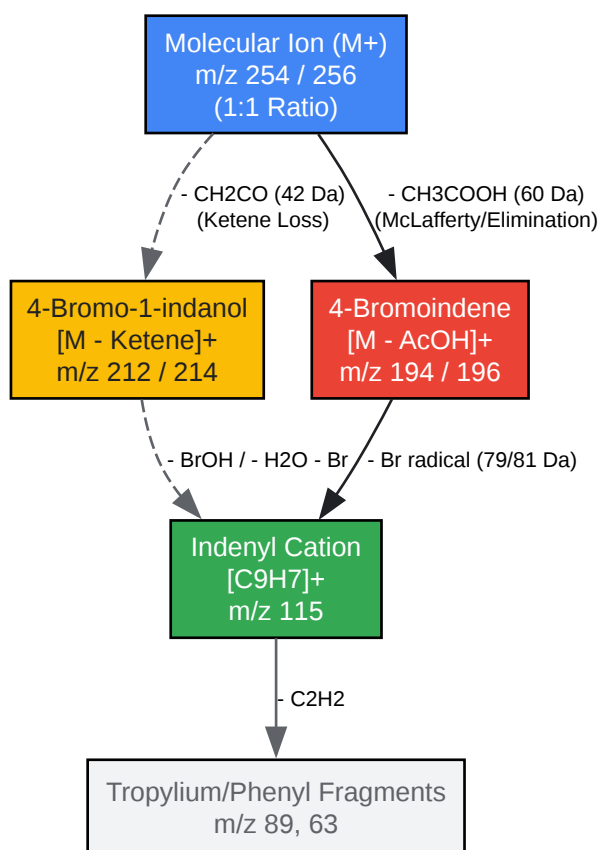 Molecular Ion (M+)
m/z 254 / 256
(1:1 Ratio)
- CH2CO (42 Da)
(Ketene Loss)
- CH3COOH (60 Da)
(McLafferty/Elimination)
4-Bromo-1-indanol
[M - Ketene]+
m/z 212 / 214
4-Bromoindene
[M - AcOH]+
m/z 194 / 196
- BrOH / - H2O - Br
- Br radical (79/81 Da)
Indenyl Cation
[C9H7]+
m/z 115
- C2H2
Tropylium/Phenyl Fragments
m/z 89, 63